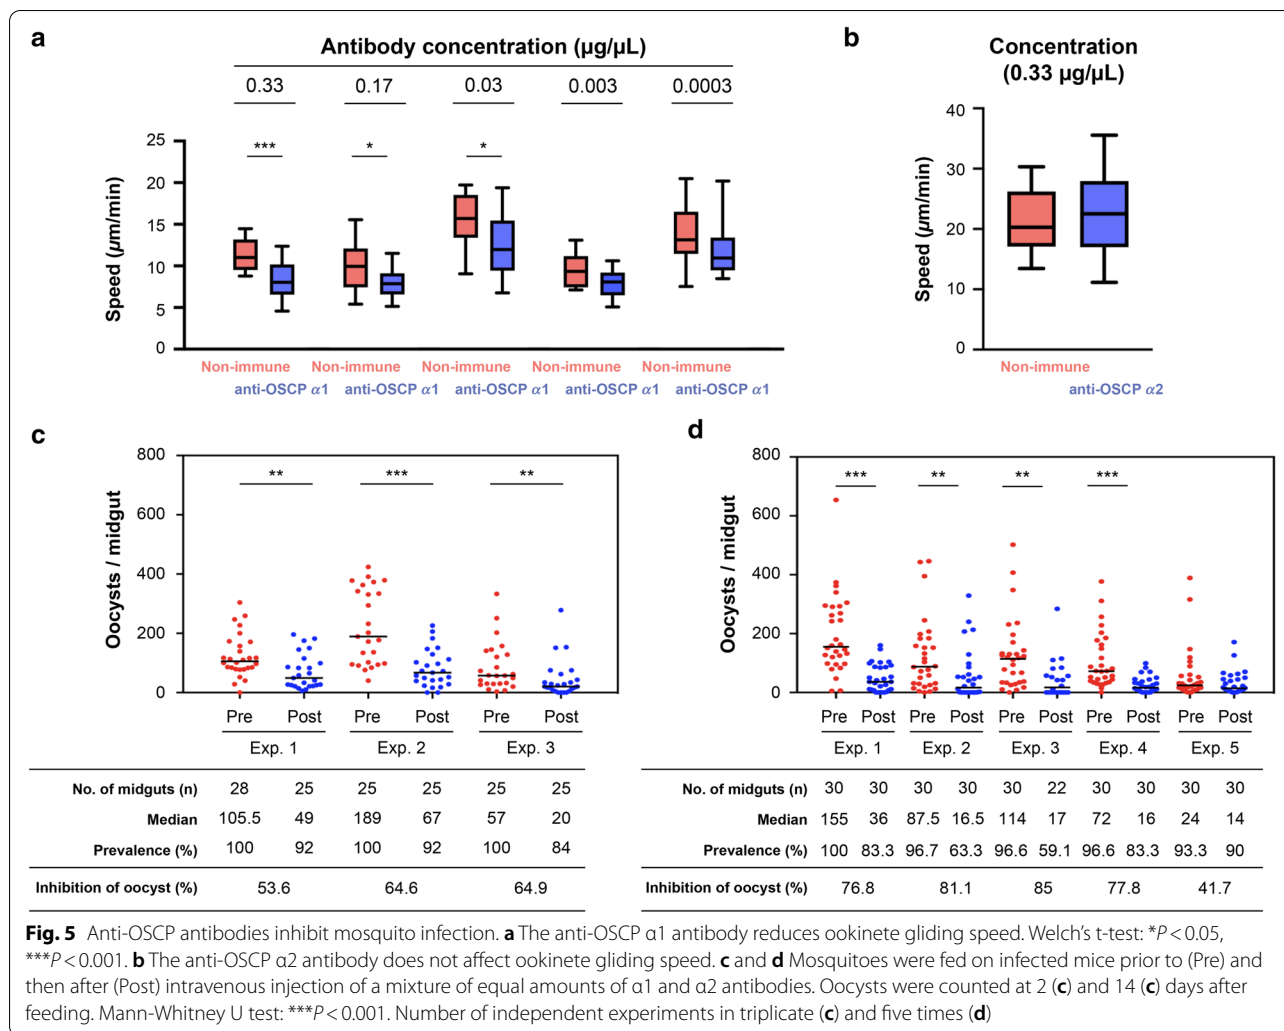 a
Antibody concentration (µg/µL)
0.33 0.17 0.03 0.003 0.0003
*** * *
Speed (µm/min)
25
20
15
10
5
0
Non-immune Non-immune Non-immune Non-immune Non-immune
anti-OSCP α1 anti-OSCP α1 anti-OSCP α1 anti-OSCP α1 anti-OSCP α1
b
Concentration
(0.33 µg/µL)
Speed (µm/min)
40
30
20
10
0
Non-immune
anti-OSCP α2
c
Oocysts / midgut
800
600
400
200
0
** *** **
Pre Post Pre Post Pre Post
Exp. 1 Exp. 2 Exp. 3
No. of midguts (n) 28 25 25 25 25 25
Median 105.5 49 189 67 57 20
Prevalence (%) 100 92 100 92 100 84
Inhibition of oocyst (%) 53.6 64.6 64.9
d
Oocysts / midgut
800
600
400
200
0
*** ** ** ***
Pre Post Pre Post Pre Post Pre Post Pre Post
Exp. 1 Exp. 2 Exp. 3 Exp. 4 Exp. 5
No. of midguts (n) 30 30 30 30 30 22 30 30 30 30
Median 155 36 87.5 16.5 114 17 72 16 24 14
Prevalence (%) 100 83.3 96.7 63.3 96.6 59.1 96.6 83.3 93.3 90
Inhibition of oocyst (%) 76.8 81.1 85 77.8 41.7
Fig. 5 Anti-OSCP antibodies inhibit mosquito infection. a The anti-OSCP α1 antibody reduces ookinete gliding speed. Welch's t-test: *P < 0.05,
***P < 0.001. b The anti-OSCP α2 antibody does not affect ookinete gliding speed. c and d Mosquitoes were fed on infected mice prior to (Pre) and
then after (Post) intravenous injection of a mixture of equal amounts of α1 and α2 antibodies. Oocysts were counted at 2 (c) and 14 (c) days after
feeding. Mann-Whitney U test: ***P < 0.001. Number of independent experiments in triplicate (c) and five times (d)